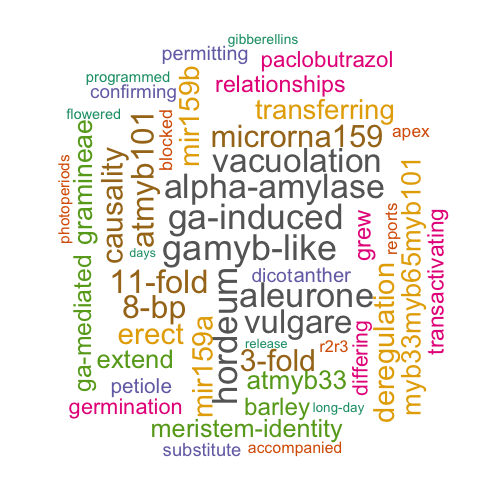 gibberellins
permitting
paclobutrazol
programmed
relationships
confirming
mir159b
transferring
flowered
microrna159
apex
blocked
atmyb101
gramineae
vacuolation
causality
photoperiods
alpha-amylase
ga-induced
myb33myb65myb101
grew
reports
transactivating
gamyb-like
days
dicotanther
11-fold
ga-mediated
hordeum
aleurone
8-bp
vulgare
deregulation
differing
erect
mir159a
release
r2r3
extend
3-fold
petiole
atmyb33
germination
barley
long-day
meristem-identity
substitute
accompanied